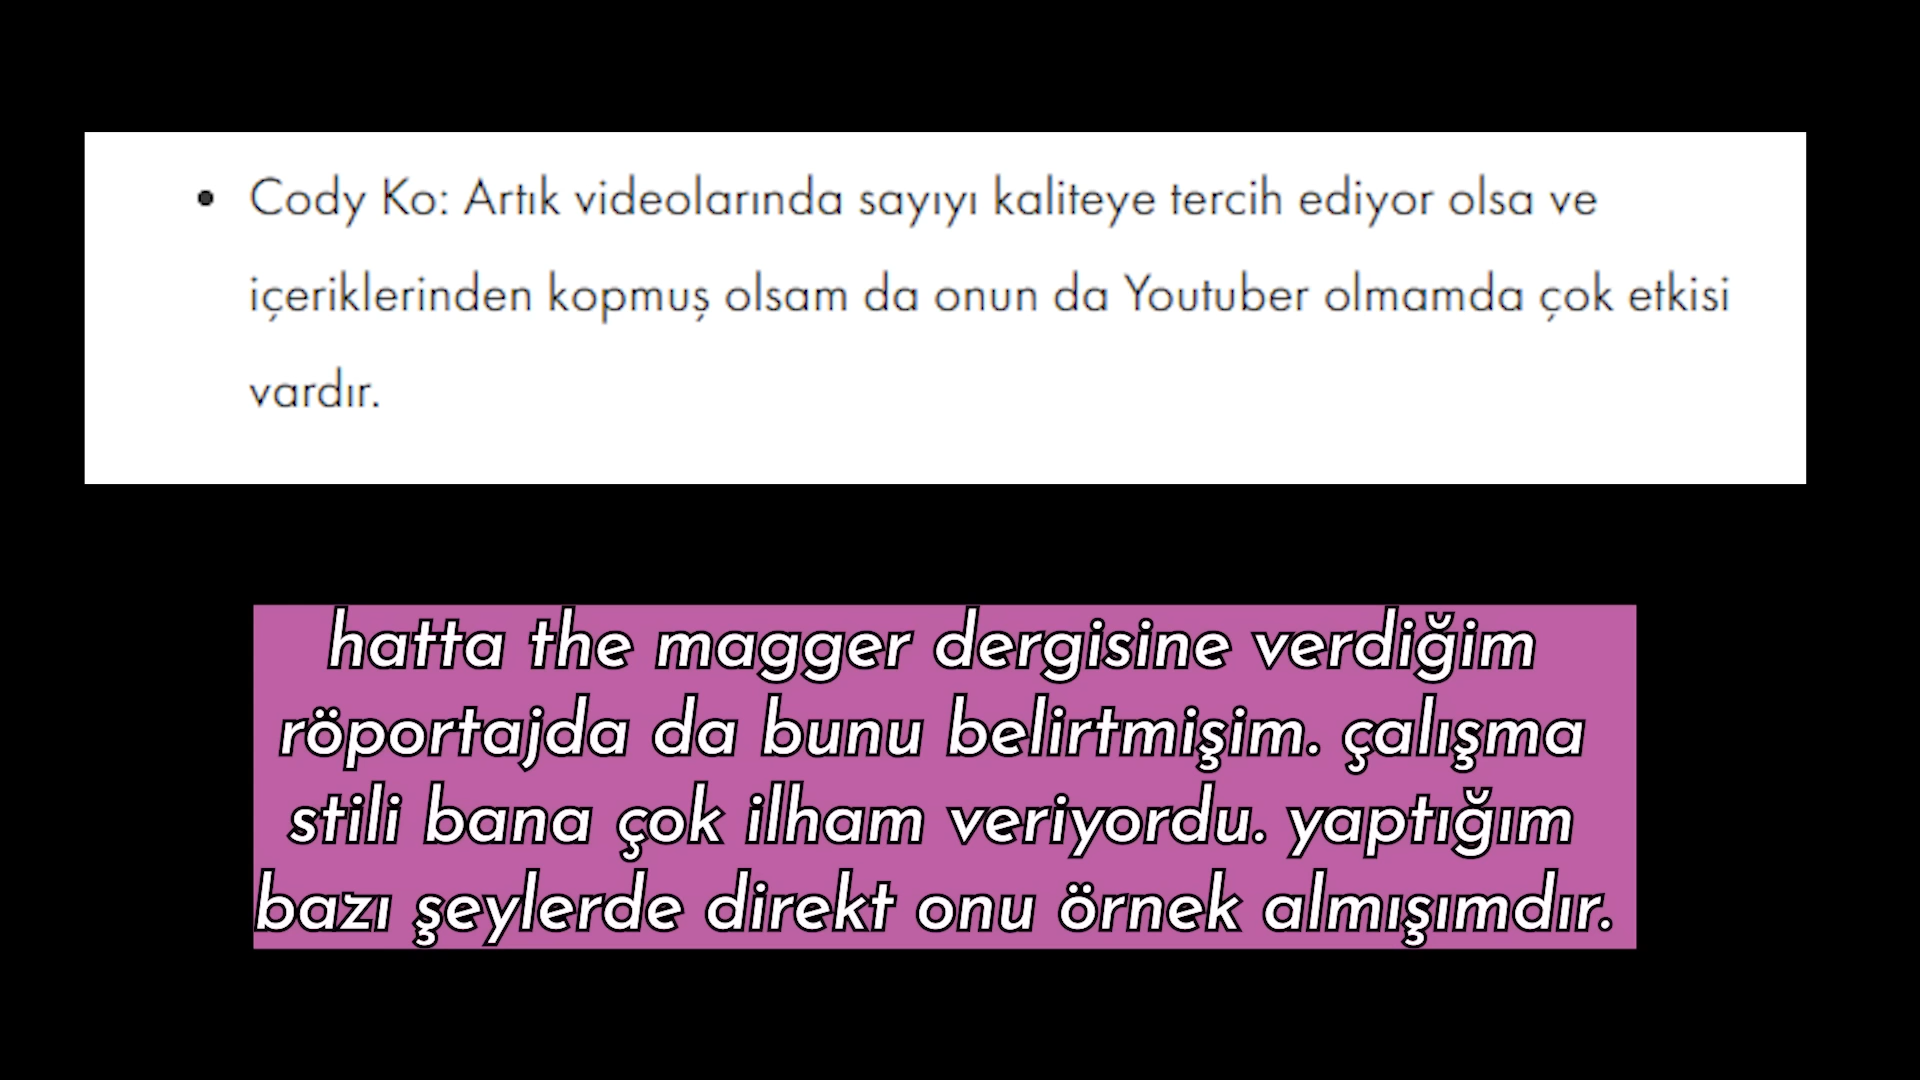 • Cody Ko: Artık videolarında sayıyı kaliteye tercih ediyor olsa ve
içeriklerinden kopmuş olsam da onun da Youtuber olmamda çok etkisi
vardır.
hatta the magger dergisine verdiğim
röportajda da bunu belirtmişim. çalışma
stili bana çok ilham veriyordu. yaptığım
bazı şeylerde direkt onu örnek almışımdır.